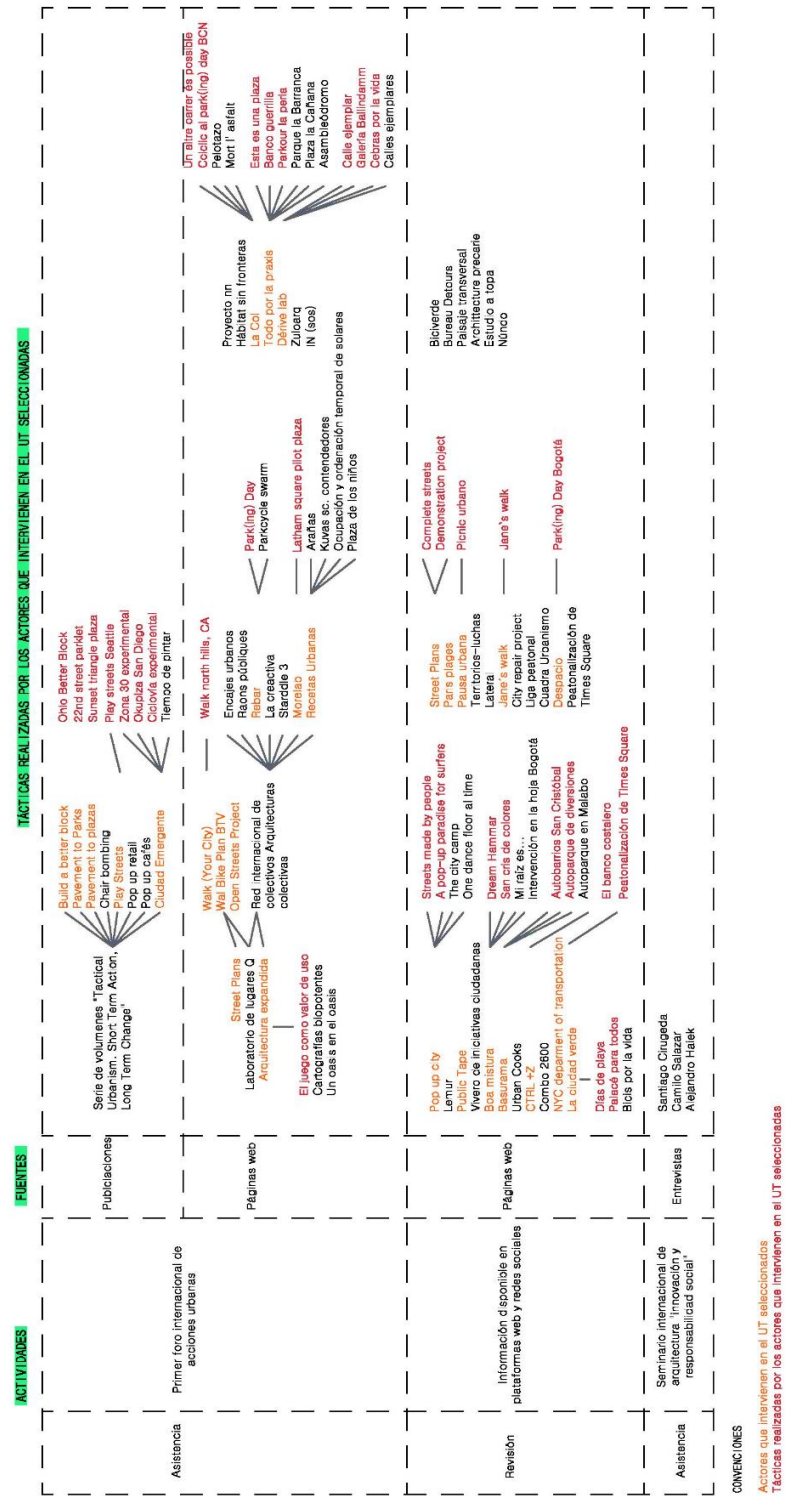 ACTIVIDADES
FUENTES
TÁCTICAS REALIZADAS POR LOS ACTORES QUE INTERVIENEN EN EL UT SELECCIONADAS
Asistencia
Primer foro internacional de
acciones urbanas
Publciaciones
Serie de volumenes "Tactical
Urbanism. Short Term Action,
Long Term Change"
Build a better block
Pavement to Parks
Pavement to plazas
Chair bombing
Play Streets
Pop up retail
Pop up cafés
Ciudad Emergente
Ohio Better Block
22nd street parklet
Sunset triangle plaza
Play streets Seattle
Zona 30 experimental
Okupiza San Diego
Ciclovía experimental
Tiempo de pintar
Páginas web
Street Plans
Laboratorio de lugares Q
Arquitectura expandida
El juego como valor de uso
Cartografías biopotentes
Un oasis en el oasis
Walk (Your City)
Wal Bike Plan BTV
Open Streets Project
Red internacional de
colectivos Arquitecturas
colectivas
Walk north hills, CA
Encajes urbanos
Raons públiques
Rebar
La creactiva
Starddle 3
Morelao
Recetas Urbanas
Park(ing) Day
Parkcycle swarm
Latham square pilot plaza
Arañas
Kuvas sc. contendedores
Ocupación y ordenación temporal de solares
Plaza de los niños
Proyecto nn
Hábitat sin fronteras
La Col
Todo por la praxis
Dérive lab
Zuloarq
IN (sos)
Un altre carrer és possible
Cciclic al park(ing) day BCN
Pelotazo
Mort l' asfalt
Esta es una plaza
Banco guerrilla
Parkour la perla
Parque la Barranca
Plaza la Cañana
Asambleódromo
Calle ejemplar
Galería Ballindamm
Cebras por la vida
Calles ejemplares
Revisión
Información disponible en
plataformas web y redes sociales
Páginas web
Pop up city
Lemur
Public Tape
Vivero de iniciativas ciudadanas
Boa mistura
Basurama
Urban Cooks
CTRL +Z
Combo 2600
NYC deparment of transportation
La ciudad verde
Días de playa
Palacé para todos
Bicis por la vida
Streets made by people
A pop-up paradise for surfers
The city camp
One dance floor al time
Dream Hammar
San cris de colores
Mi raíz es...
Intervención en la hoja Bogotá
Autobarrios San Cristóbal
Autoparque de diversiones
Autoparque en Malabo
El banco costalero
Peatonalización de Times Square
Street Plans
Paris plages
Pausa urbana
Territorios-luchas
Lateral
Jane's walk
City repair project
Liga peatonal
Cuadra Urbanismo
Despacio
Peatonalización de
Times Square
Complete streets
Demonstration project
Picnic urbano
Jane's walk
Park(ing) Day Bogotá
Biciverde
Bureau Detours
Paisaje transversal
Architecture precarie
Estudio a topa
Núnco
Asistencia
Seminario internacional de
arquitectura "Innovación y
responsabilidad social"
Entrevistas
Santiago Cirugeda
Camilo Salazar
Alejandro Halek
CONVENCIONES
Actores que intervienen en el UT seleccionados
Tácticas realizadas por los actores que intervienen en el UT seleccionadas